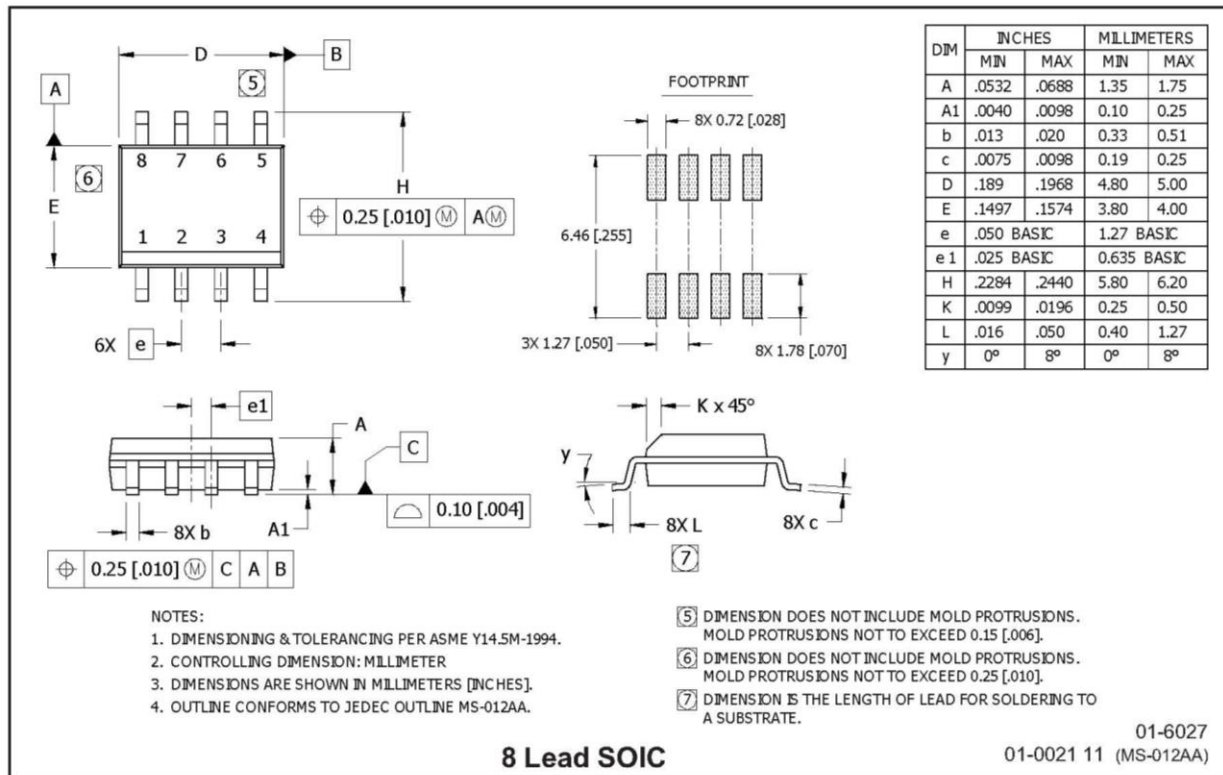 D
B
A
5
8 7 6 5
6
E
H
⌖ 0.25 [.010] Ⓜ A Ⓜ
1 2 3 4
6X e
FOOTPRINT
8X 0.72 [.028]
6.46 [.255]
3X 1.27 [.050]
8X 1.78 [.070]
DIM INCHES MILLIMETERS
MIN MAX MIN MAX
A .0532 .0688 1.35 1.75
A1 .0040 .0098 0.10 0.25
b .013 .020 0.33 0.51
c .0075 .0098 0.19 0.25
D .189 .1968 4.80 5.00
E .1497 .1574 3.80 4.00
e .050 BASIC 1.27 BASIC
e 1 .025 BASIC 0.635 BASIC
H .2284 .2440 5.80 6.20
K .0099 .0196 0.25 0.50
L .016 .050 0.40 1.27
y 0° 8° 0° 8°
e1
A
C
⌓ 0.10 [.004]
8X b
A1
⌖ 0.25 [.010] Ⓜ C A B
K x 45°
y
8X L
8X c
7
NOTES:
1. DIMENSIONING & TOLERANCING PER ASME Y14.5M-1994.
2. CONTROLLING DIMENSION: MILLIMETER
3. DIMENSIONS ARE SHOWN IN MILLIMETERS [INCHES].
4. OUTLINE CONFORMS TO JEDEC OUTLINE MS-012AA.
5 DIMENSION DOES NOT INCLUDE MOLD PROTRUSIONS.
MOLD PROTRUSIONS NOT TO EXCEED 0.15 [.006].
6 DIMENSION DOES NOT INCLUDE MOLD PROTRUSIONS.
MOLD PROTRUSIONS NOT TO EXCEED 0.25 [.010].
7 DIMENSION IS THE LENGTH OF LEAD FOR SOLDERING TO
A SUBSTRATE.
8 Lead SOIC
01-6027
01-0021 11 (MS-012AA)